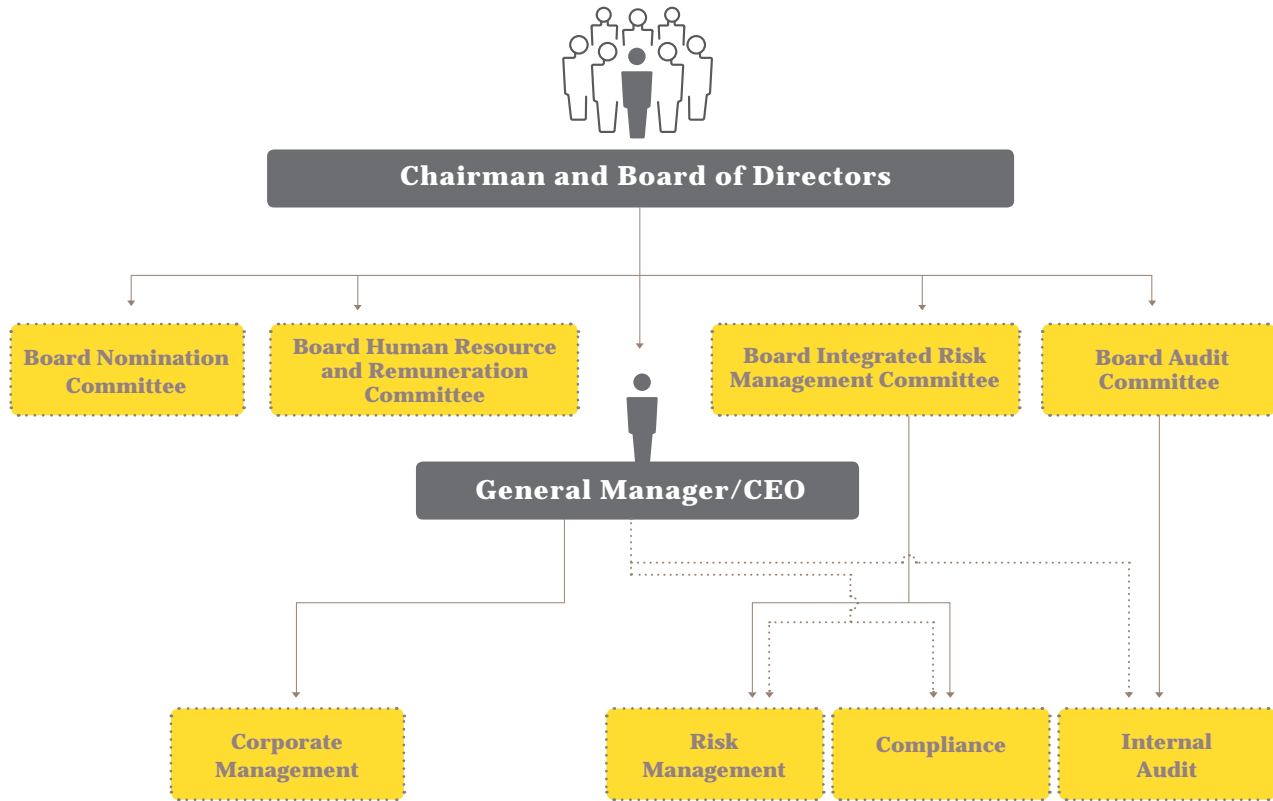 Chairman and Board of Directors
Board Nomination
Committee
Board Human Resource
and Remuneration
Committee
Board Integrated Risk
Management Committee
Board Audit
Committee
General Manager/CEO
Corporate
Management
Risk
Management
Compliance
Internal
Audit